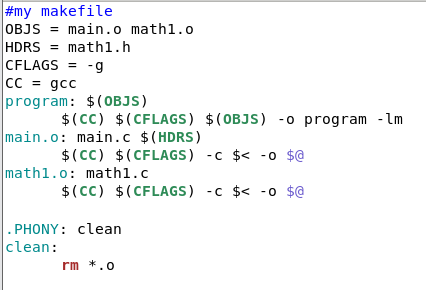 #my makefile
OBJS = main.o math1.o
HDRS = math1.h
CFLAGS = -g
CC = gcc
program: $(OBJS)
	$(CC) $(CFLAGS) $(OBJS) -o program -lm
main.o: main.c $(HDRS)
	$(CC) $(CFLAGS) -c $< -o $@
math1.o: math1.c
	$(CC) $(CFLAGS) -c $< -o $@

.PHONY: clean
clean:
	rm *.o